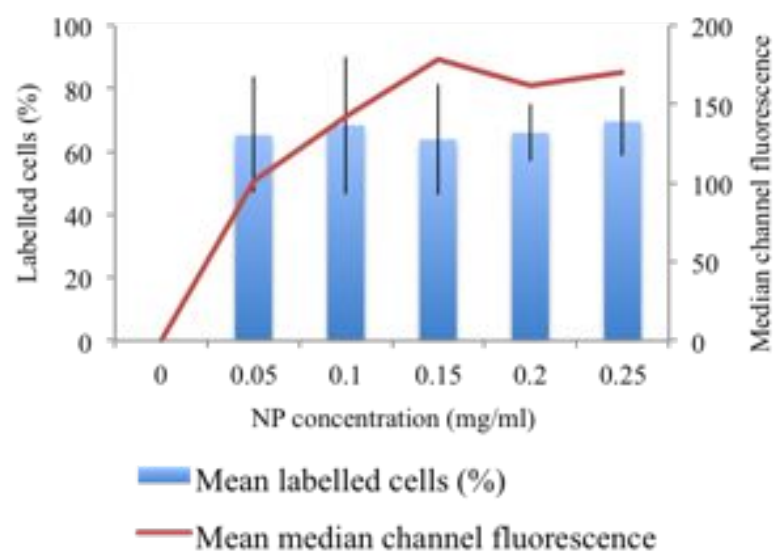 100
80
60
40
20
0
Labelled cells (%)
200
150
100
50
0
Median channel fluorescence
0 0.05 0.1 0.15 0.2 0.25
NP concentration (mg/ml)
Mean labelled cells (%)
Mean median channel fluorescence